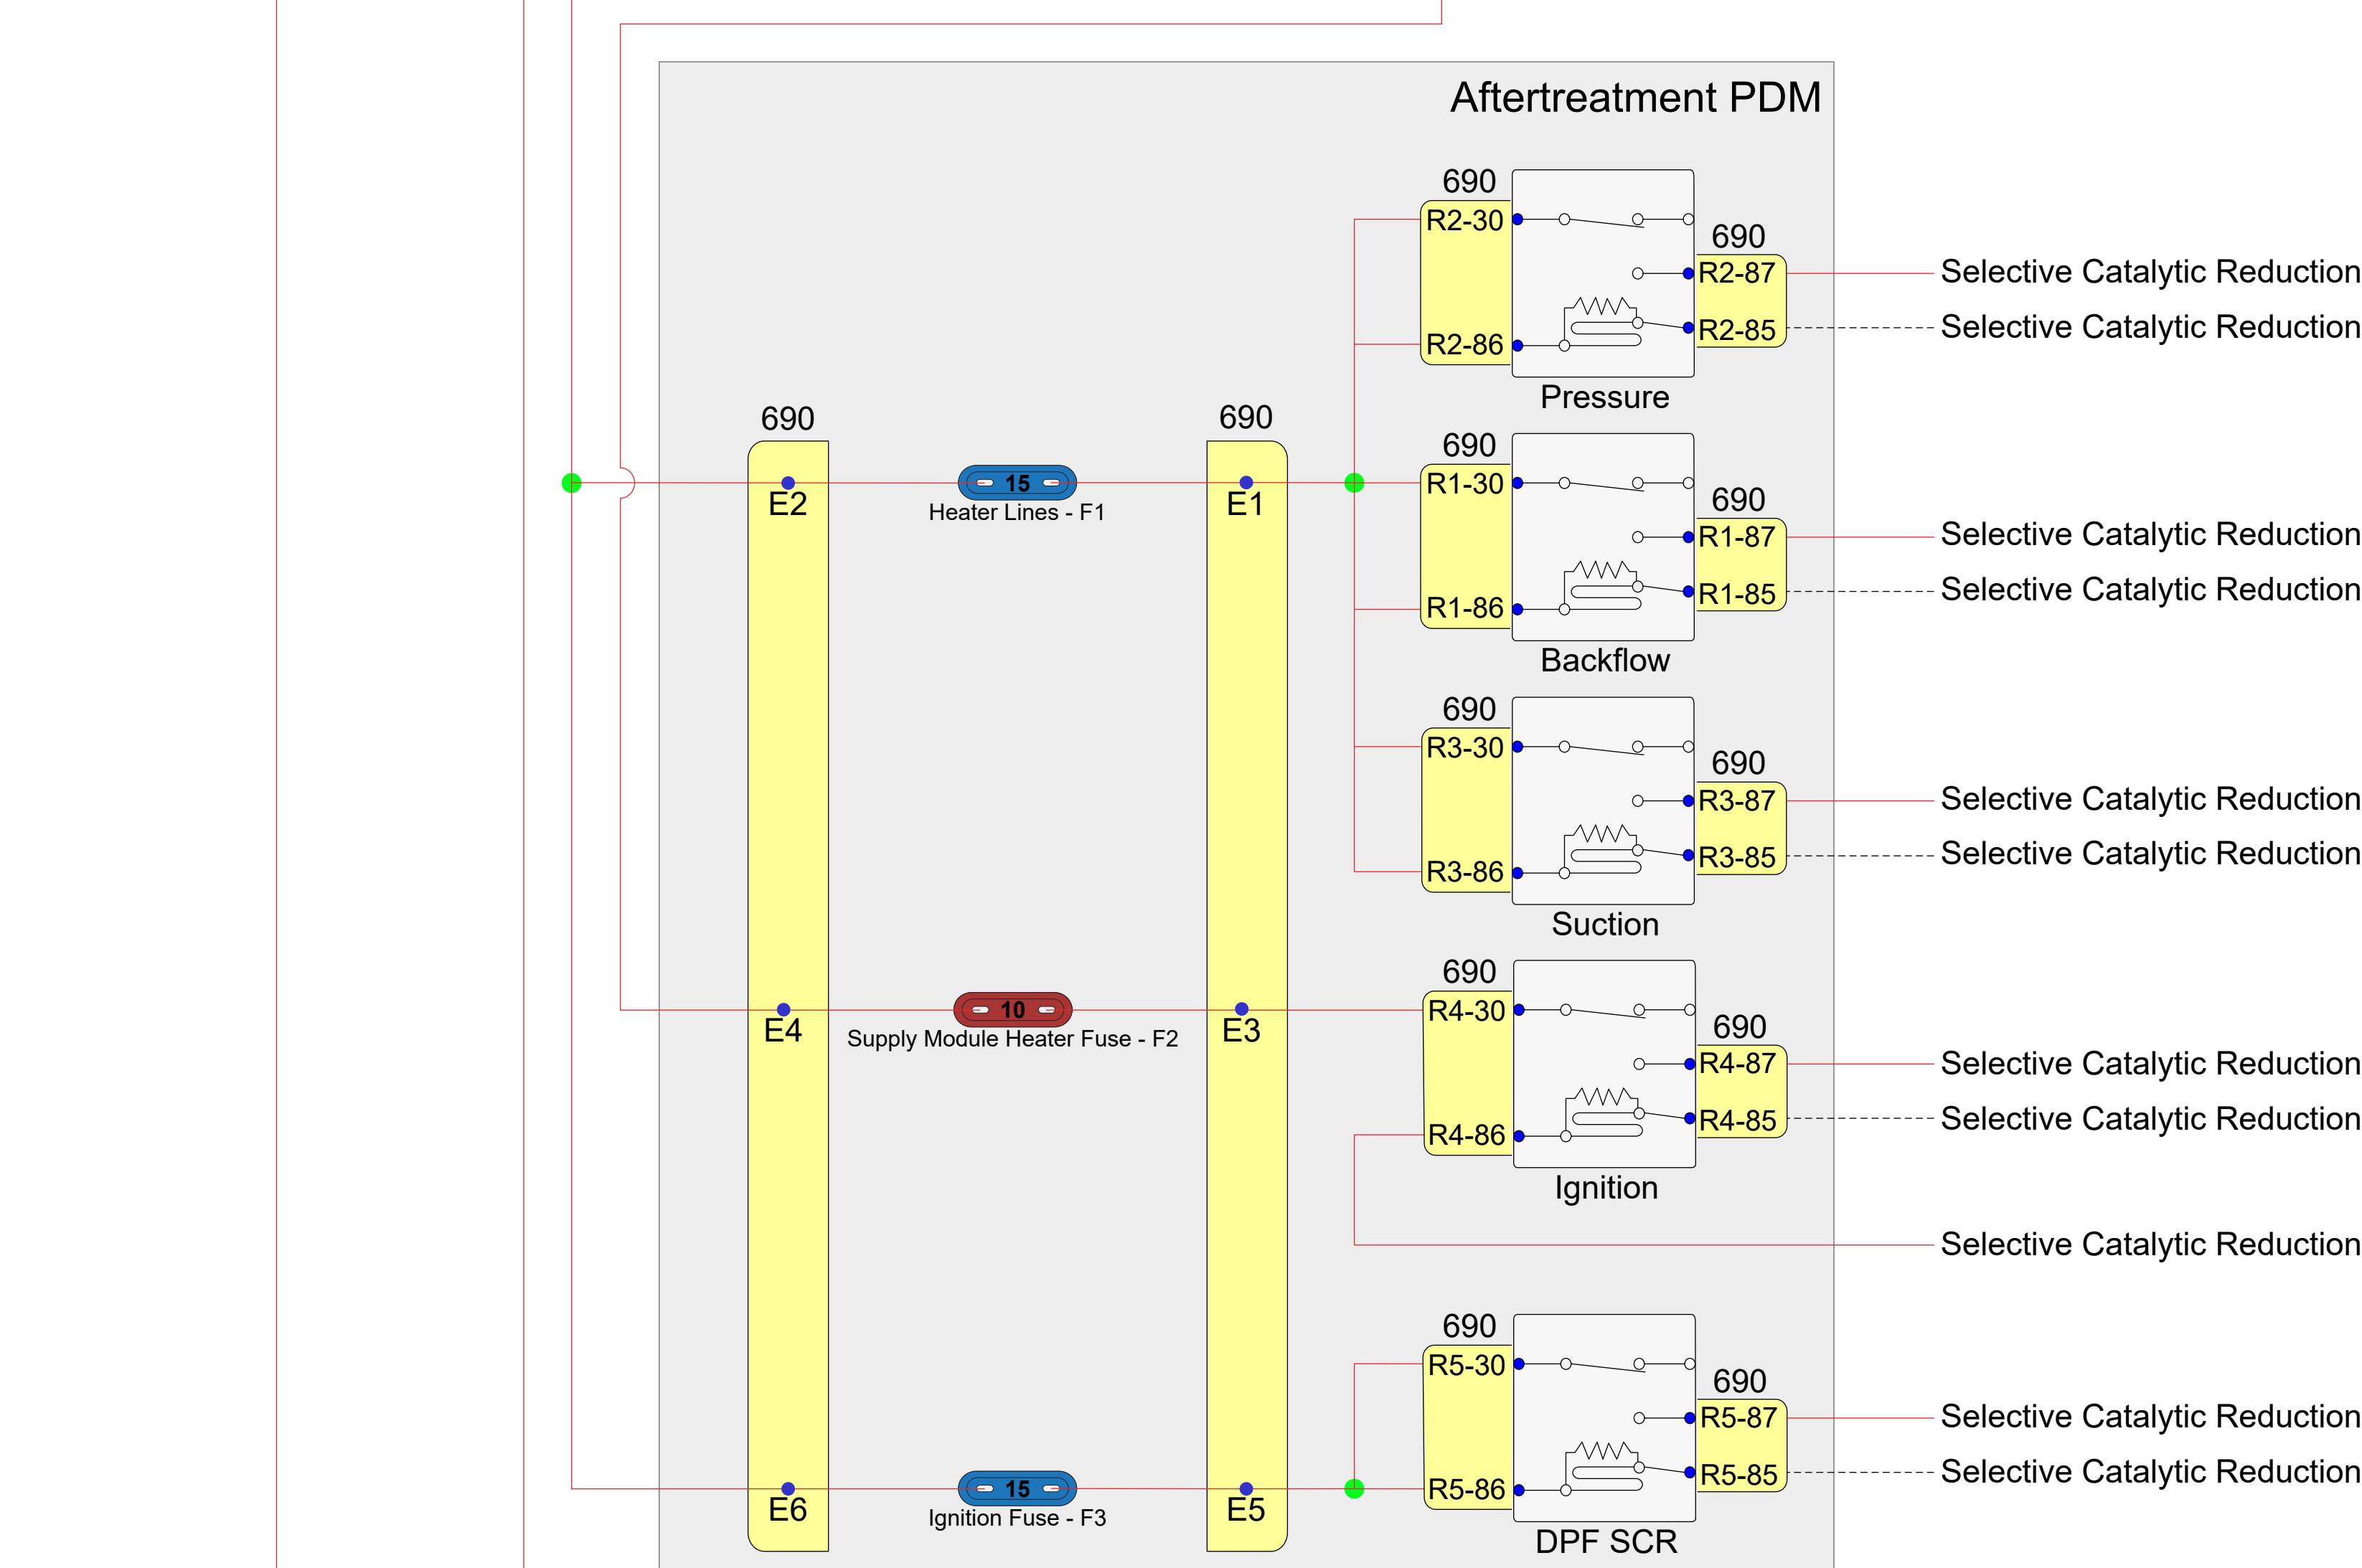 Aftertreatment PDM
690
R2-30
690
R2-87
Selective Catalytic Reduction
R2-85
Selective Catalytic Reduction
R2-86
Pressure
690
690
690
R1-30
E2
15
Heater Lines - F1
E1
690
R1-87
Selective Catalytic Reduction
R1-85
Selective Catalytic Reduction
R1-86
Backflow
690
R3-30
690
R3-87
Selective Catalytic Reduction
R3-85
Selective Catalytic Reduction
R3-86
Suction
690
R4-30
E4
10
Supply Module Heater Fuse - F2
E3
690
R4-87
Selective Catalytic Reduction
R4-85
Selective Catalytic Reduction
R4-86
Ignition
Selective Catalytic Reduction
690
R5-30
690
R5-87
Selective Catalytic Reduction
R5-85
Selective Catalytic Reduction
R5-86
E6
15
Ignition Fuse - F3
E5
DPF SCR